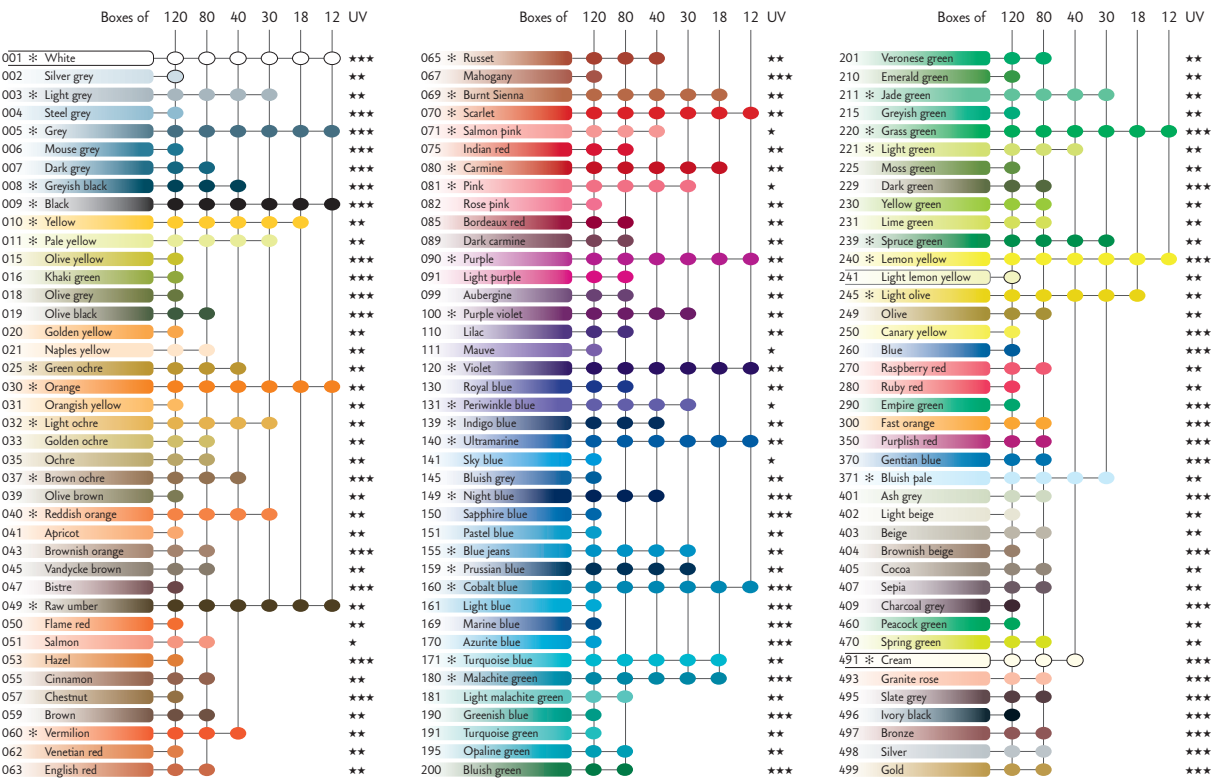 Boxes of 120 80 40 30 18 12 UV
001 * White ★★★
002 Silver grey ★★
003 * Light grey ★★
004 Steel grey ★★★
005 * Grey ★★★
006 Mouse grey ★★★
007 Dark grey ★★★
008 * Greyish black ★★★
009 * Black ★★★
010 * Yellow ★★
011 * Pale yellow ★★
015 Olive yellow ★★★
016 Khaki green ★★★
018 Olive grey ★★★
019 Olive black ★★★
020 Golden yellow ★★
021 Naples yellow ★
025 * Green ochre ★★
030 * Orange ★★
031 Orangish yellow ★★
032 * Light ochre ★★
033 Golden ochre ★★
035 Ochre ★★
037 * Brown ochre ★★★
039 Olive brown ★★
040 * Reddish orange ★★
041 Apricot ★★
043 Brownish orange ★★★
045 Vandycke brown ★★
047 Bistre ★★★
049 * Raw umber ★★
050 Flame red ★★
051 Salmon ★
053 Hazel ★★★
055 Cinnamon ★★
057 Chestnut ★★★
059 Brown ★★
060 * Vermilion ★★
062 Venetian red ★★
063 English red ★★
Boxes of 120 80 40 30 18 12 UV
065 * Russet ★★
067 Mahogany ★★★
069 * Burnt Sienna ★★
070 * Scarlet ★★
071 * Salmon pink ★
075 Indian red ★★
080 * Carmine ★★
081 * Pink ★
082 Rose pink ★★
085 Bordeaux red ★★
089 Dark carmine ★★
090 * Purple ★★
091 Light purple ★★
099 Aubergine ★★
100 * Purple violet ★★
110 Lilac ★★
111 Mauve ★
120 * Violet ★★
130 Royal blue ★★
131 * Periwinkle blue ★
139 * Indigo blue ★★
140 * Ultramarine ★★
141 Sky blue ★
145 Bluish grey ★★
149 * Night blue ★★★
150 Sapphire blue ★★★
151 Pastel blue ★★
155 * Blue jeans ★★
159 * Prussian blue ★★
160 * Cobalt blue ★★★
161 Light blue ★★★
169 Marine blue ★★★
170 Azurite blue ★★★
171 * Turquoise blue ★★
180 * Malachite green ★★★
181 Light malachite green ★★
190 Greenish blue ★★★
191 Turquoise green ★★
195 Opaline green ★★
200 Bluish green ★★★
Boxes of 120 80 40 30 18 12 UV
201 Veronese green ★★
210 Emerald green ★★
211 * Jade green ★★
215 Greyish green ★★
220 * Grass green ★★★
221 * Light green ★★
225 Moss green ★★
229 Dark green ★★★
230 Yellow green ★★
231 Lime green ★★
239 * Spruce green ★★
240 * Lemon yellow ★★★
241 Light lemon yellow ★★
245 * Light olive ★★
249 Olive ★★
250 Canary yellow ★★★
260 Blue ★★★
270 Raspberry red ★★
280 Ruby red ★★
290 Empire green ★★★
300 Fast orange ★★★
350 Purplish red ★★★
370 Gentian blue ★★★
371 * Bluish pale ★★
401 Ash grey ★★★
402 Light beige ★★
403 Beige ★★
404 Brownish beige ★★★
405 Cocoa ★★
407 Sepia ★★
409 Charcoal grey ★★★
460 Peacock green ★★
470 Spring green ★★
491 * Cream ★★★
493 Granite rose ★★★
495 Slate grey ★★★
496 Ivory black ★★★
497 Bronze ★★★
498 Silver ★★★
499 Gold ★★★